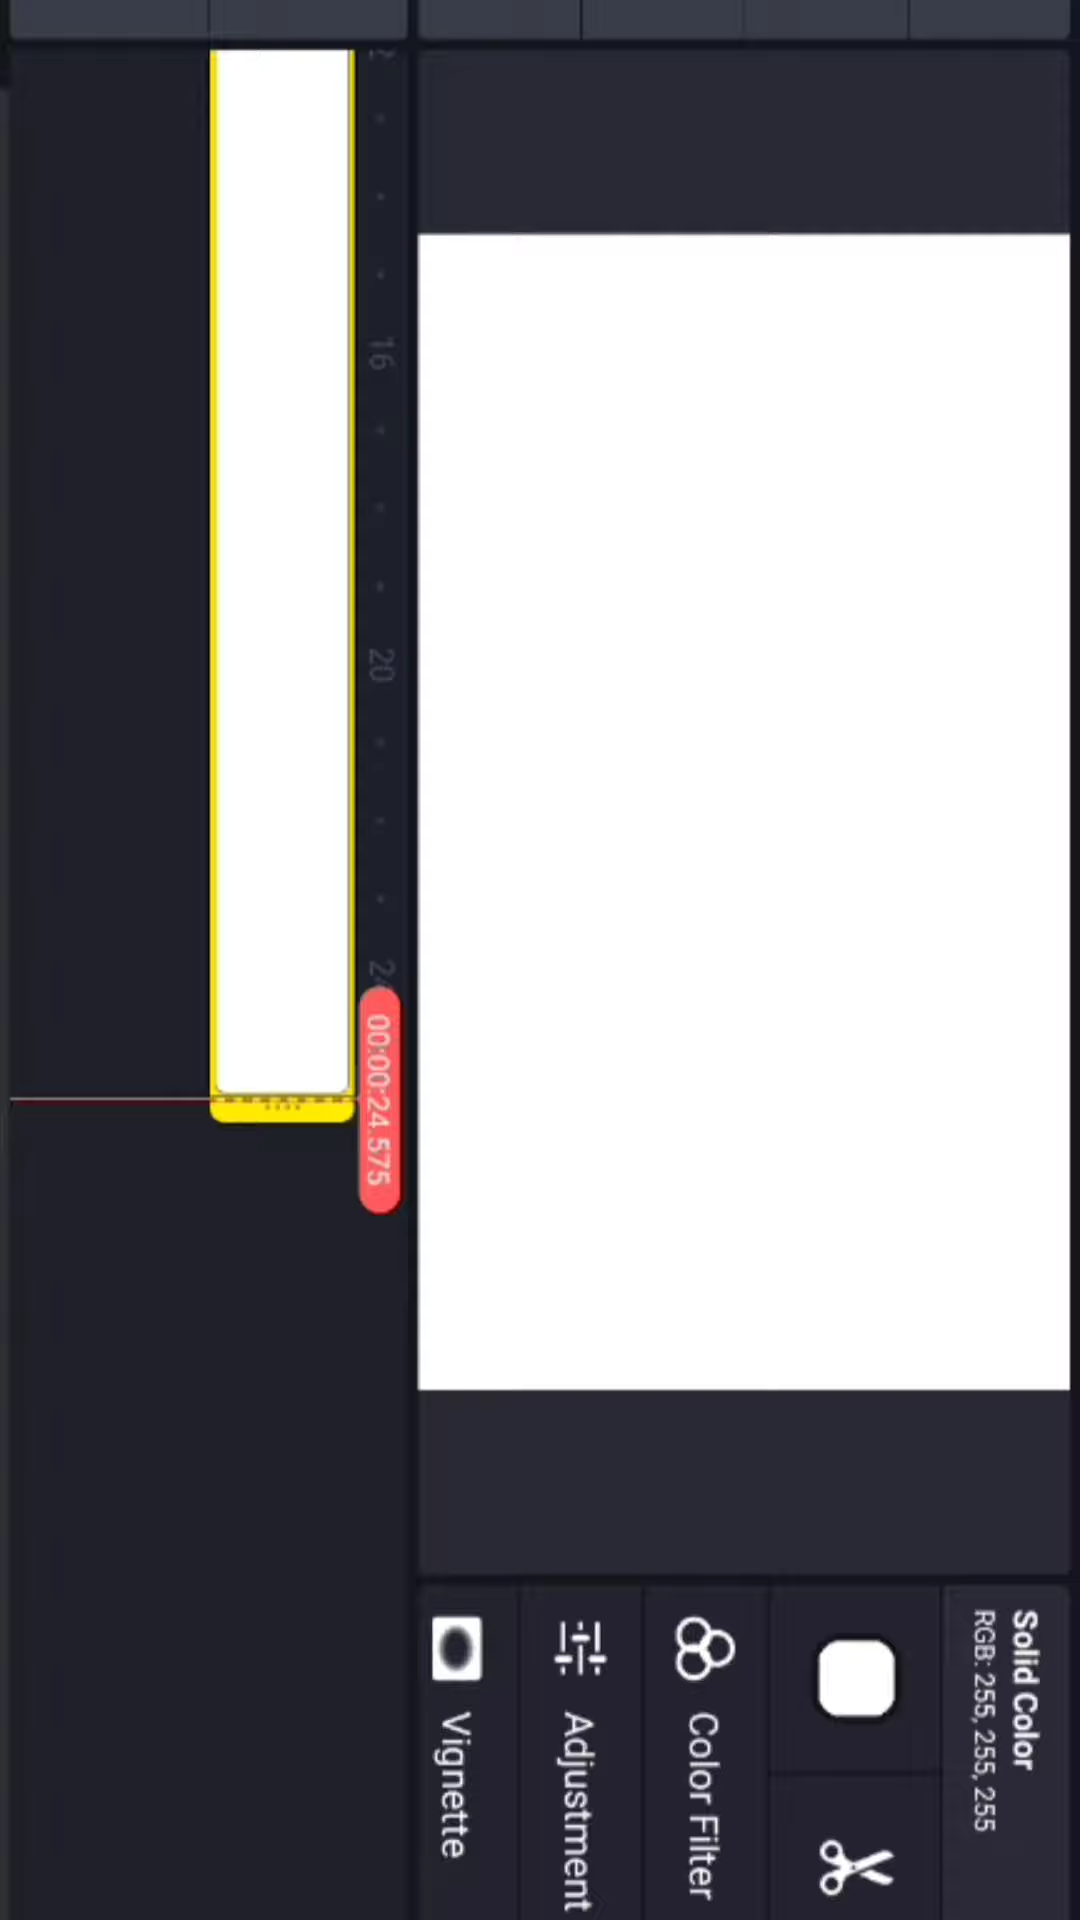 Solid Color
RGB: 255, 255, 255
Color Filter
Adjustment
Vignette
16
20
24
00:00:24.575